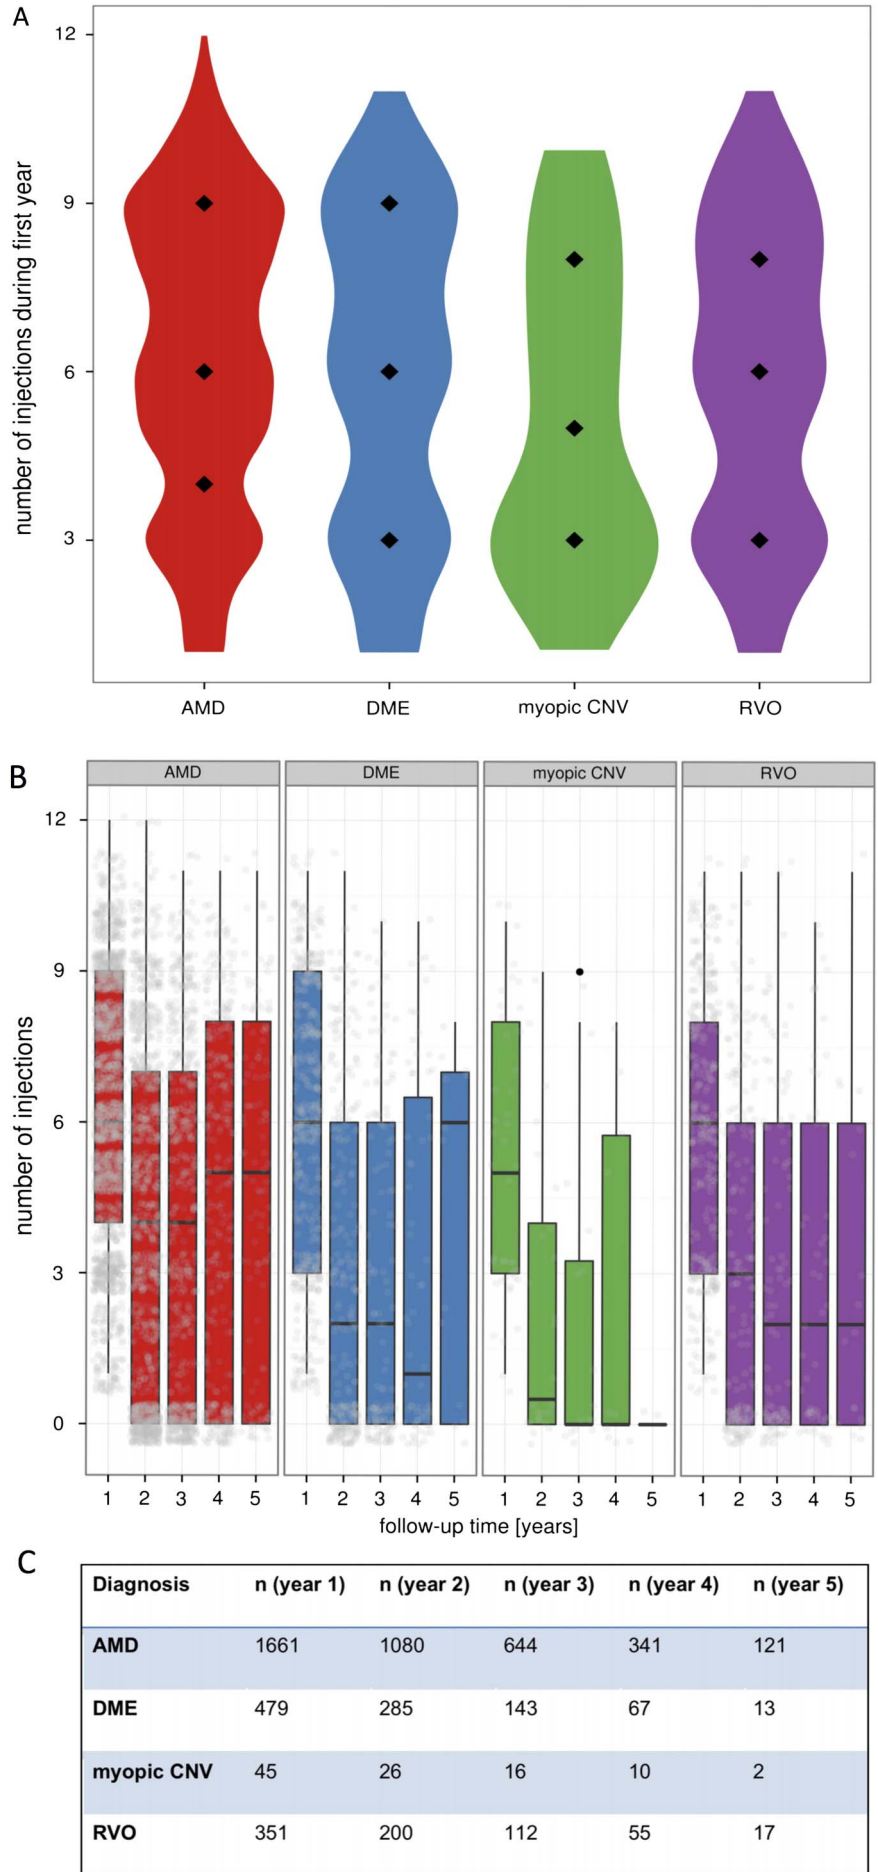 A
12
9
6
3
number of injections during first year
AMD DME myopic CNV RVO
B
AMD DME myopic CNV RVO
12
9
6
3
0
number of injections
1 2 3 4 5 1 2 3 4 5 1 2 3 4 5 1 2 3 4 5
follow-up time [years]
C
Diagnosis n (year 1) n (year 2) n (year 3) n (year 4) n (year 5)
AMD 1661 1080 644 341 121
DME 479 285 143 67 13
myopic CNV 45 26 16 10 2
RVO 351 200 112 55 17